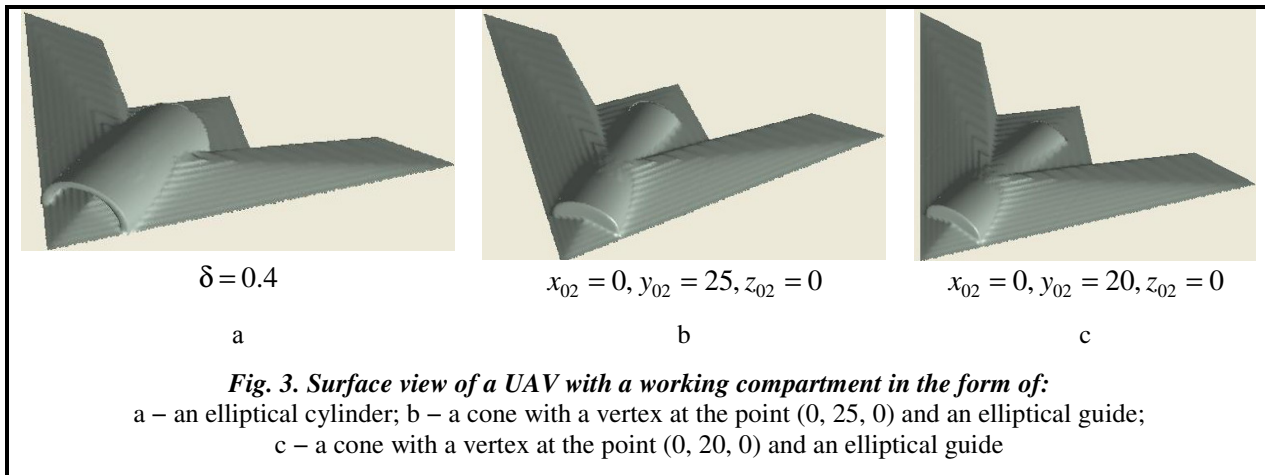 δ = 0.4
x₀₂ = 0, y₀₂ = 25, z₀₂ = 0
x₀₂ = 0, y₀₂ = 20, z₀₂ = 0
a
b
c
Fig. 3. Surface view of a UAV with a working compartment in the form of:
a – an elliptical cylinder; b – a cone with a vertex at the point (0, 25, 0) and an elliptical guide;
c – a cone with a vertex at the point (0, 20, 0) and an elliptical guide